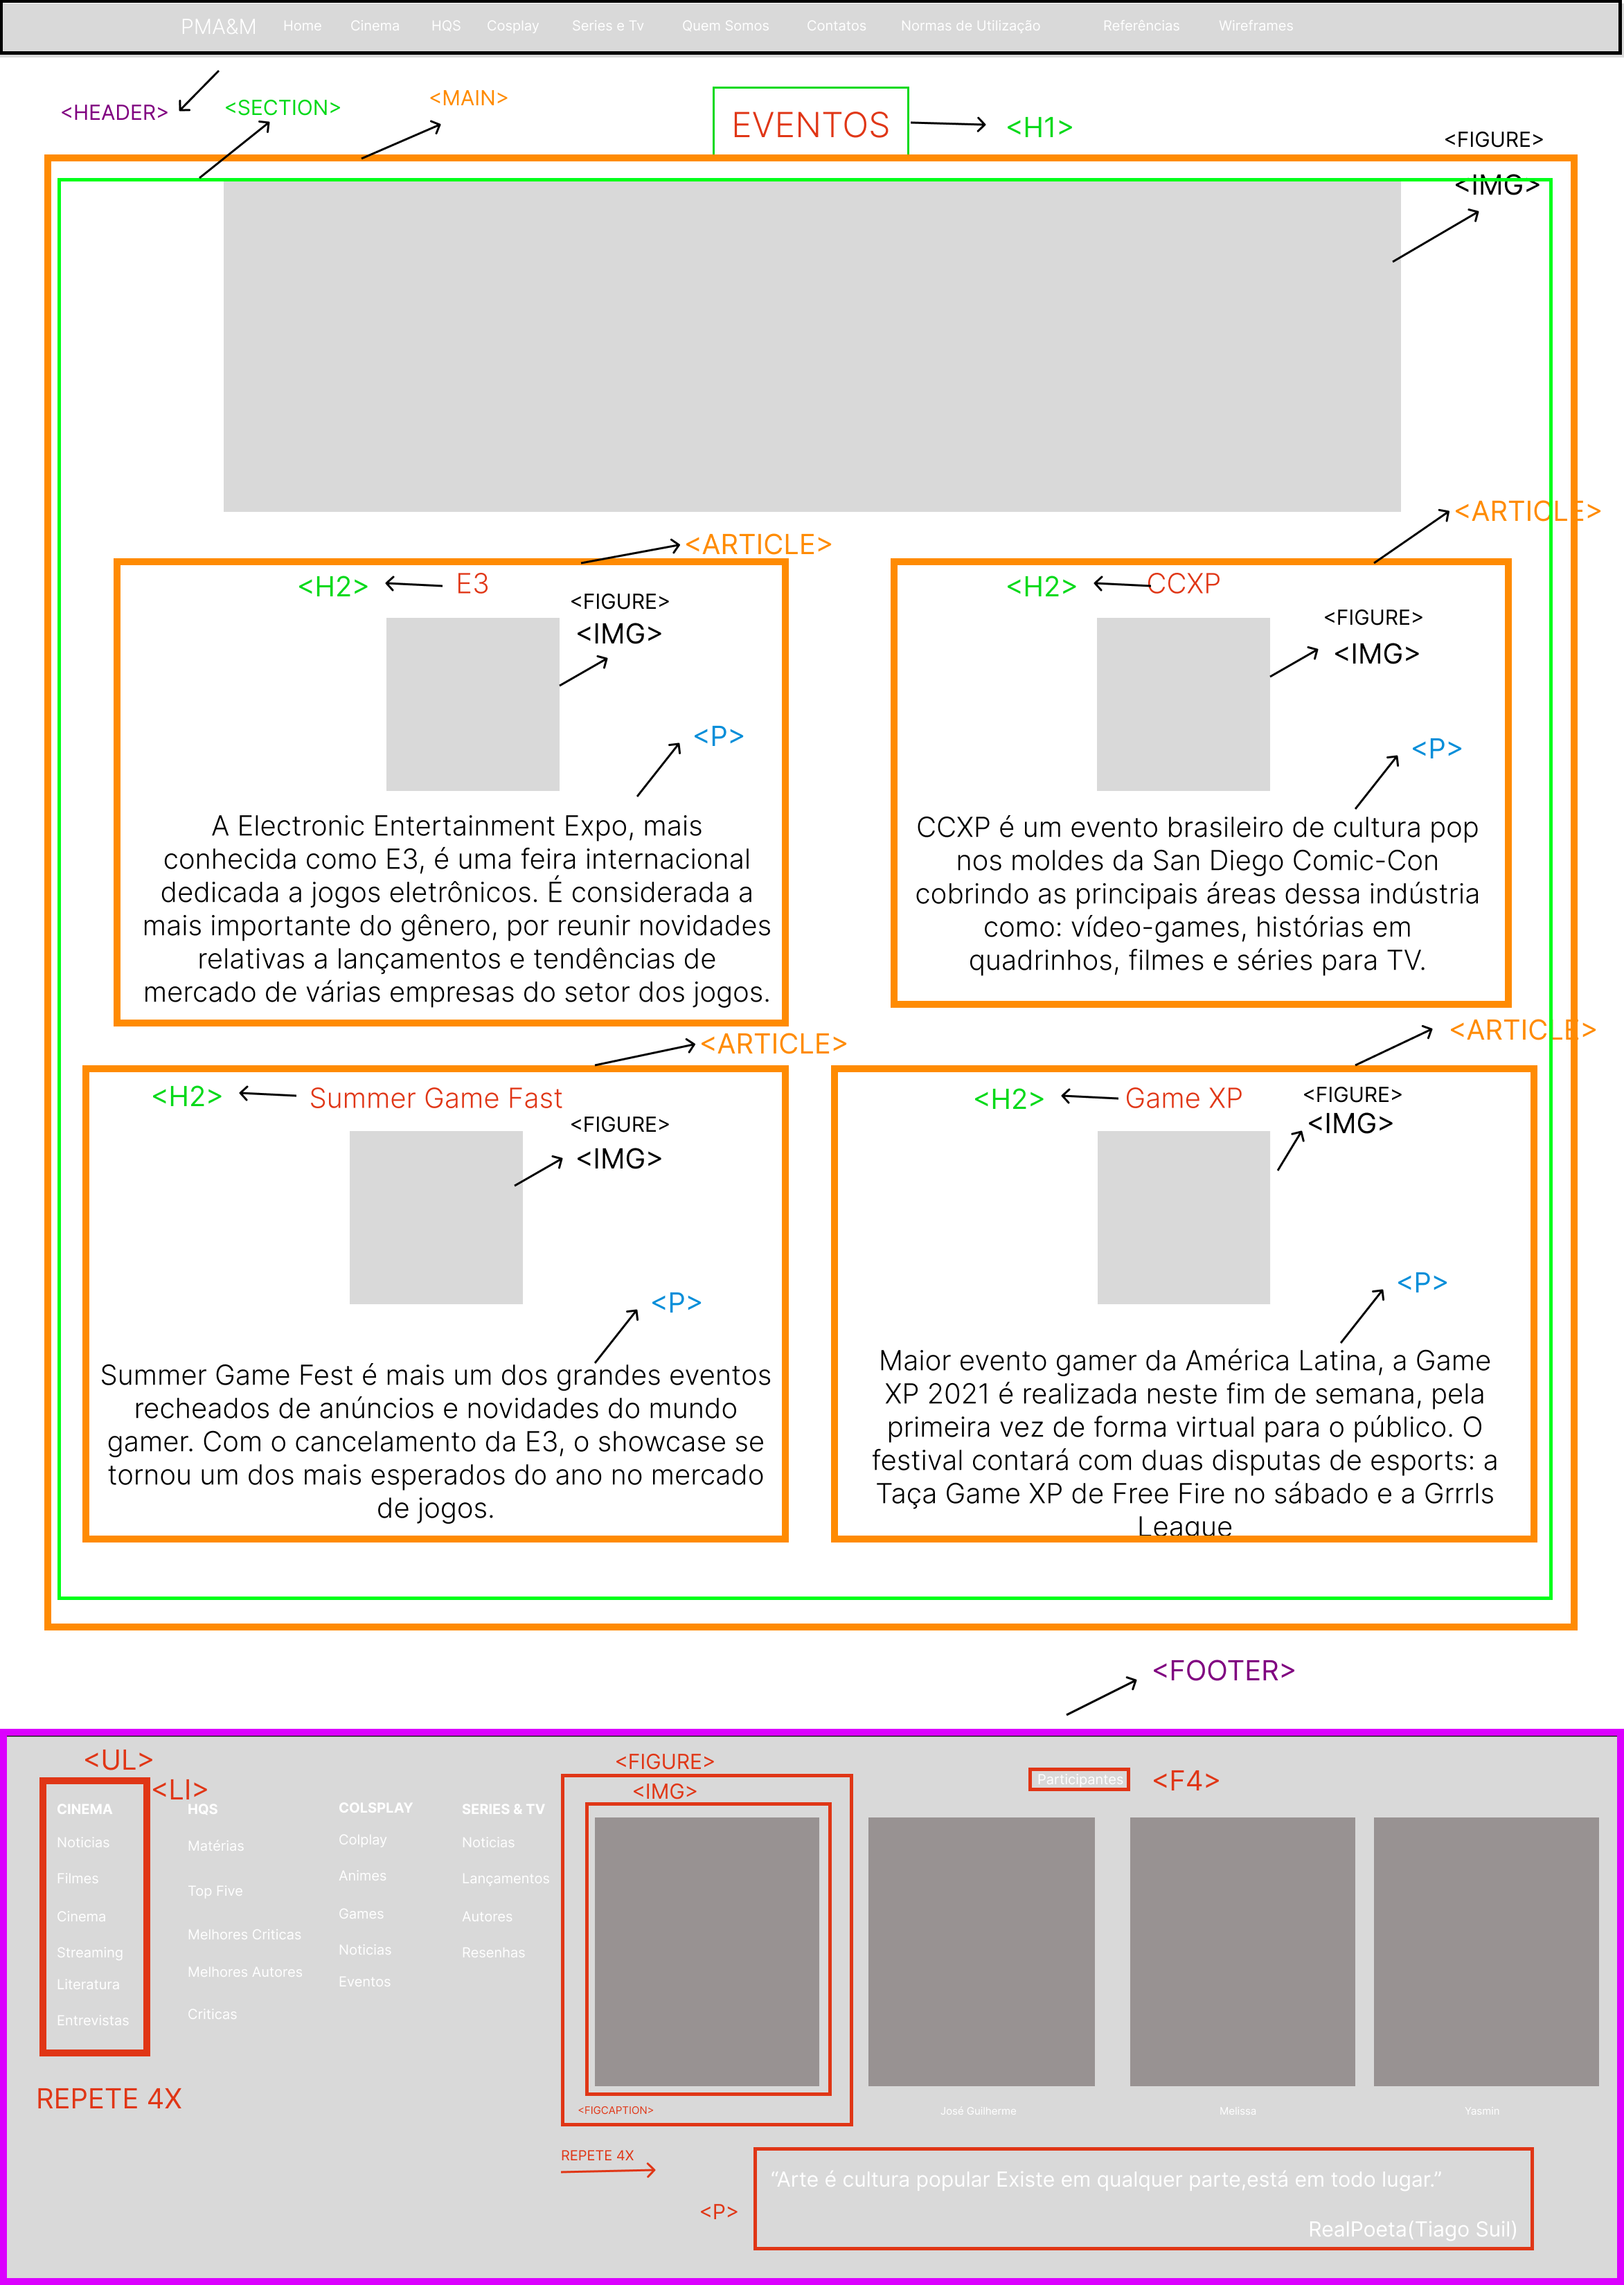 PMA&M Home Cinema HQS Cosplay Series e Tv Quem Somos Contatos Normas de Utilização Referências Wireframes
<HEADER>
<SECTION>
<MAIN>
EVENTOS
<H1>
<FIGURE>
<IMG>
<ARTICLE>
<H2>
E3
<FIGURE>
<IMG>
<P>
A Electronic Entertainment Expo, mais
conhecida como E3, é uma feira internacional
dedicada a jogos eletrônicos. É considerada a
mais importante do gênero, por reunir novidades
relativas a lançamentos e tendências de
mercado de várias empresas do setor dos jogos.
<ARTICLE>
<H2>
CCXP
<FIGURE>
<IMG>
<P>
CCXP é um evento brasileiro de cultura pop
nos moldes da San Diego Comic-Con
cobrindo as principais áreas dessa indústria
como: vídeo-games, histórias em
quadrinhos, filmes e séries para TV.
<ARTICLE>
<H2>
Summer Game Fast
<FIGURE>
<IMG>
<P>
Summer Game Fest é mais um dos grandes eventos
recheados de anúncios e novidades do mundo
gamer. Com o cancelamento da E3, o showcase se
tornou um dos mais esperados do ano no mercado
de jogos.
<ARTICLE>
<H2>
Game XP
<FIGURE>
<IMG>
<P>
Maior evento gamer da América Latina, a Game
XP 2021 é realizada neste fim de semana, pela
primeira vez de forma virtual para o público. O
festival contará com duas disputas de esports: a
Taça Game XP de Free Fire no sábado e a Grrrls
League
<FOOTER>
<UL>
<LI>
CINEMA
Noticias
Filmes
Cinema
Streaming
Literatura
Entrevistas
REPETE 4X
HQS
Matérias
Top Five
Melhores Criticas
Melhores Autores
Criticas
COLSPLAY
Colplay
Animes
Games
Noticias
Eventos
SERIES & TV
Noticias
Lançamentos
Autores
Resenhas
<FIGURE>
<IMG>
<FIGCAPTION>
Participantes
<F4>
José Guilherme
Melissa
Yasmin
REPETE 4X
<P>
“Arte é cultura popular Existe em qualquer parte,está em todo lugar.”
RealPoeta(Tiago Suil)